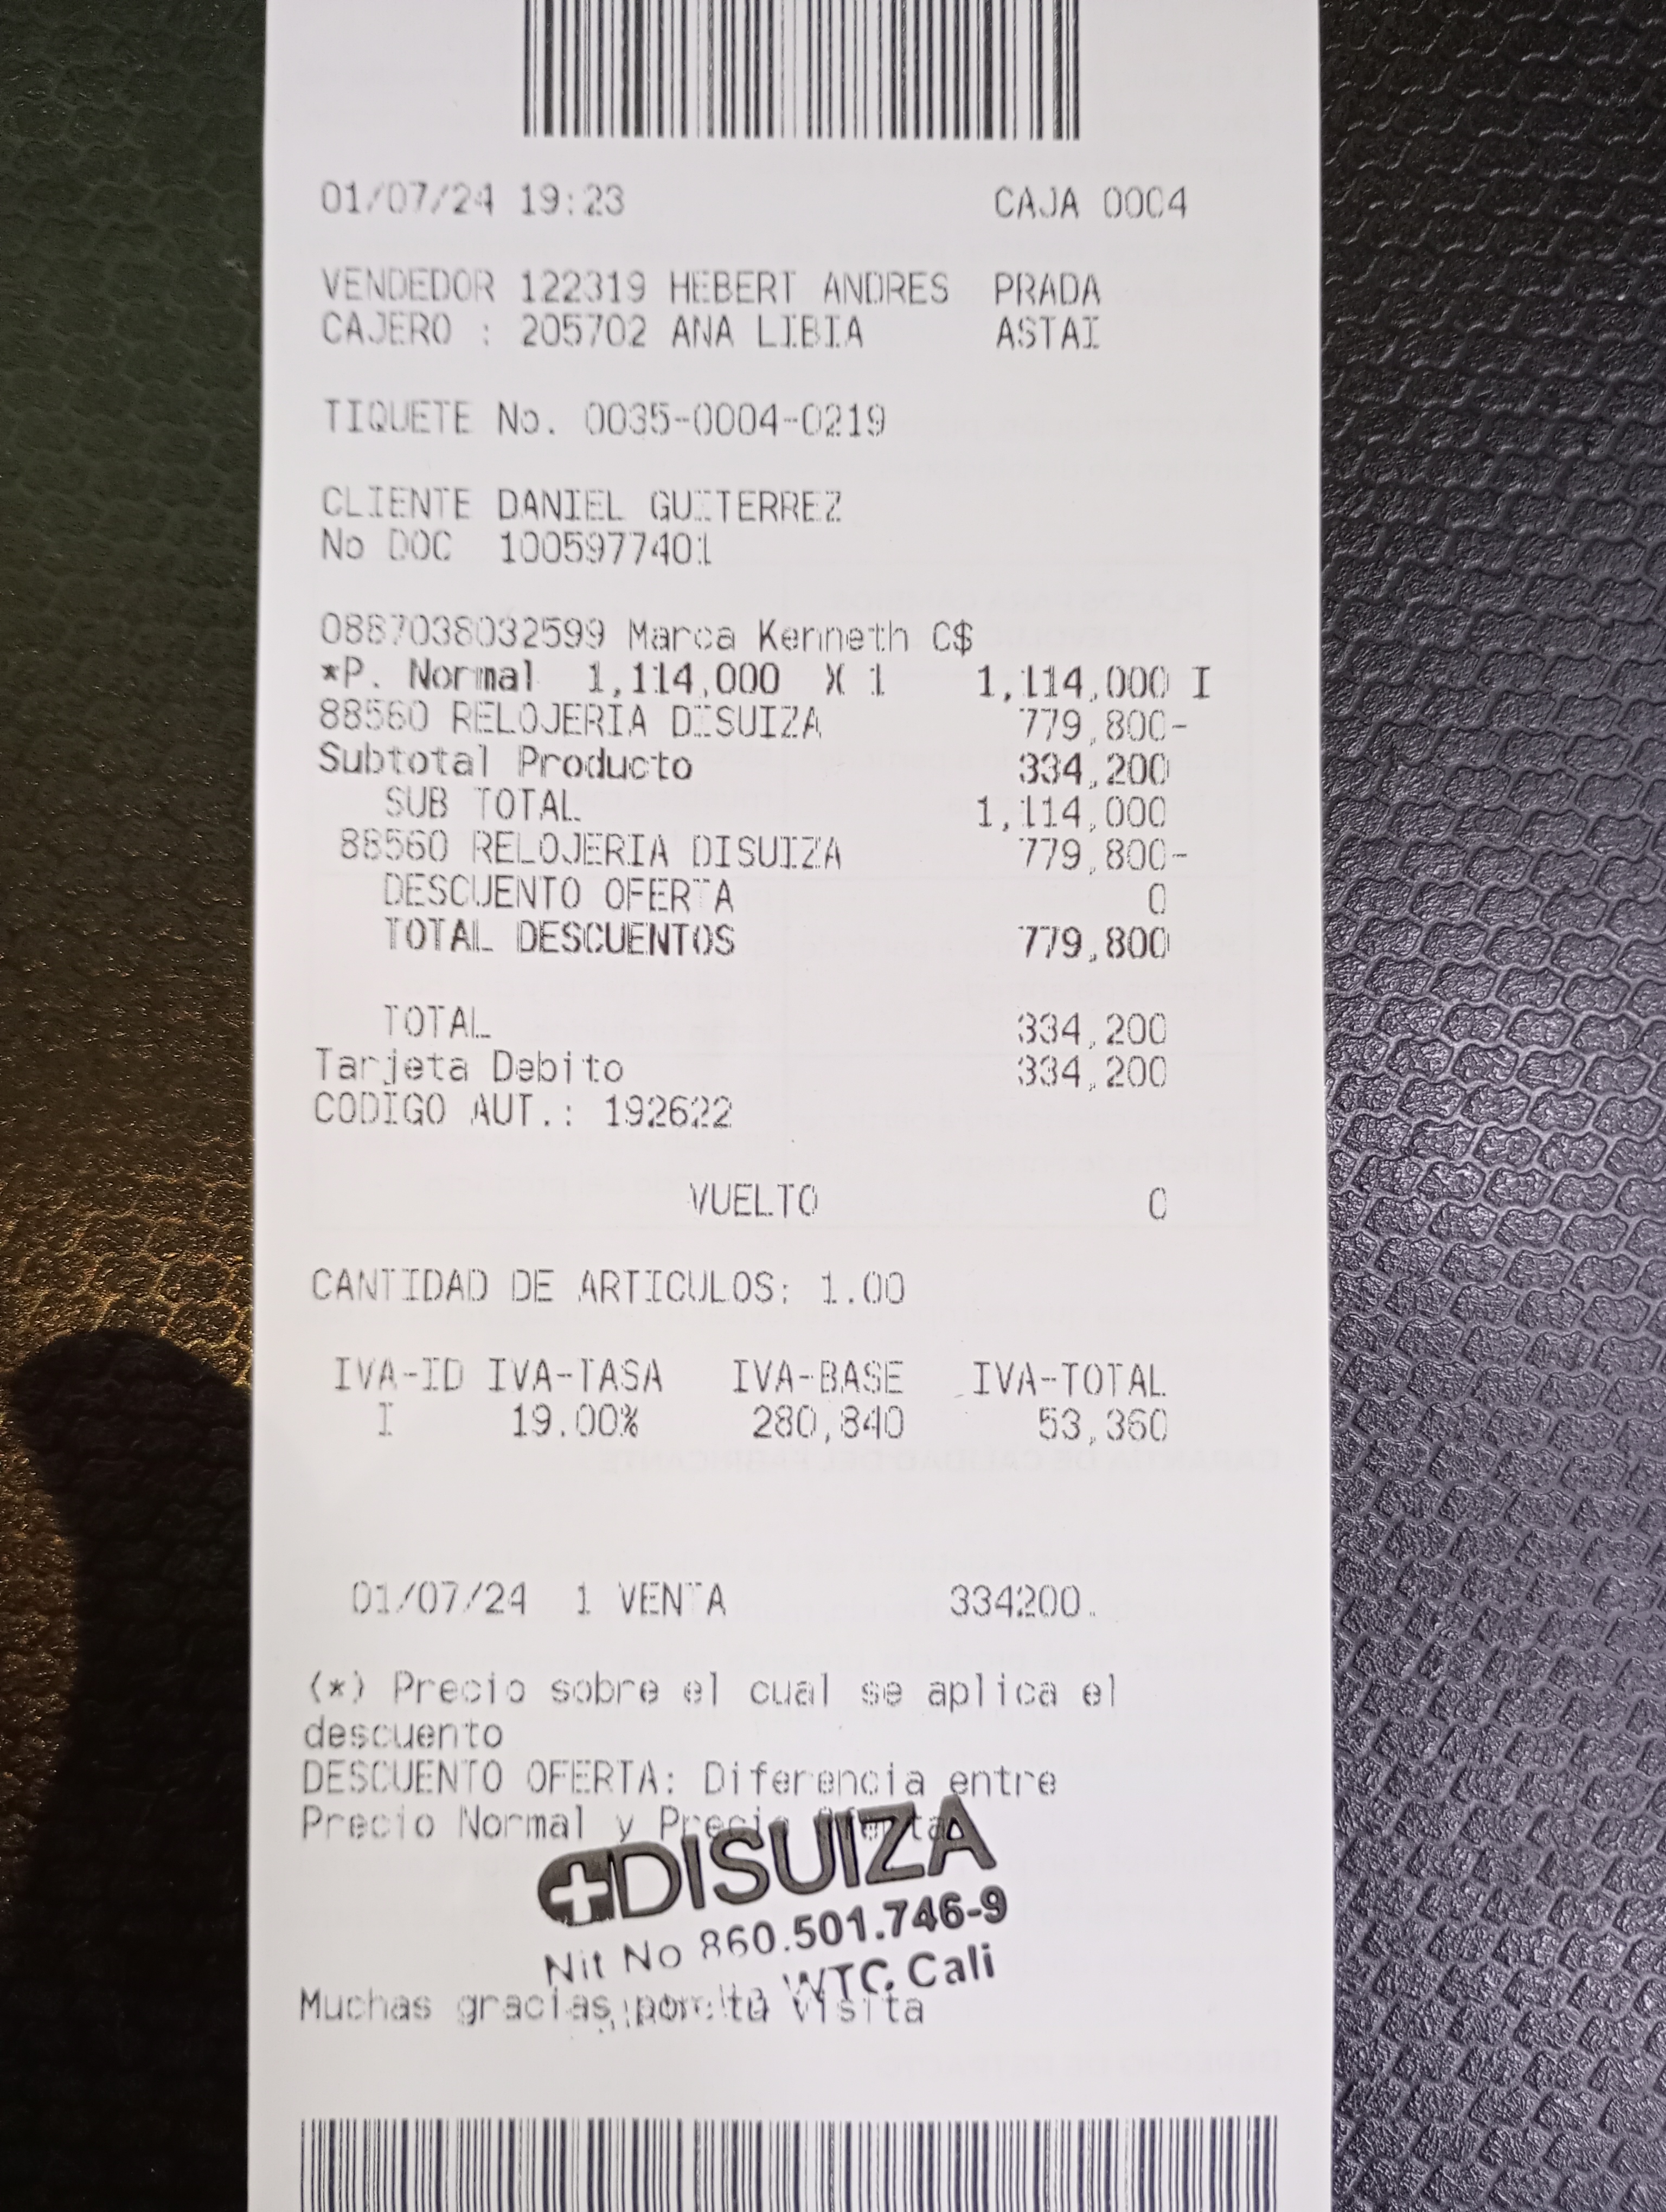 01/07/24 19:23 CAJA 0004
VENDEDOR 122319 HEBERT ANDRES PRADA
CAJERO : 205702 ANA LIBIA ASTAI
TIQUETE No. 0035-0004-0219
CLIENTE DANIEL GUITERREZ
No DOC 1005977401
0887038032599 Marca Kenneth C$
*P. Normal 1,114,000 X 1 1,114,000 I
88560 RELOJERIA DISUIZA 779,800-
Subtotal Producto 334,200
SUB TOTAL 1,114,000
88560 RELOJERIA DISUIZA 779,800-
DESCUENTO OFERTA 0
TOTAL DESCUENTOS 779,800
TOTAL 334,200
Tarjeta Debito 334,200
CODIGO AUT.: 192622
VUELTO 0
CANTIDAD DE ARTICULOS: 1.00
IVA-ID IVA-TASA IVA-BASE IVA-TOTAL
I 19.00% 280,840 53,360
01/07/24 1 VENTA 334200.
(*) Precio sobre el cual se aplica el
descuento
DESCUENTO OFERTA: Diferencia entre
Precio Normal y Precio Oferta
DISUIZA
Nit No 860.501.746-9
WTC. Cali
Muchas gracias por tu visita